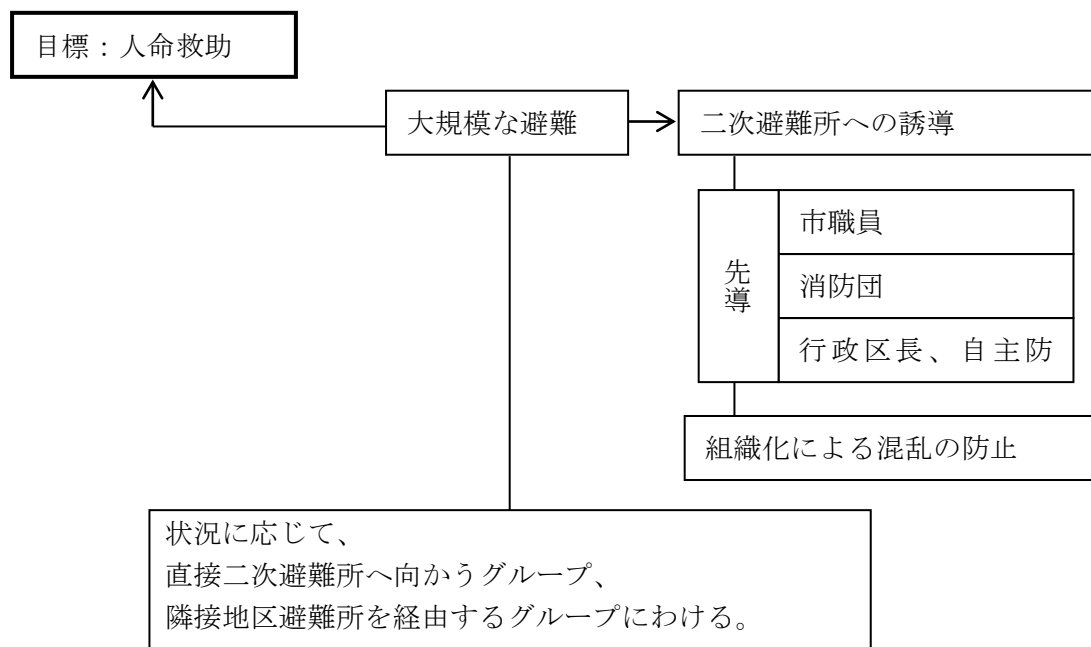 目標：人命救助
大規模な避難
二次避難所への誘導
先導
市職員
消防団
行政区長、自主防
組織化による混乱の防止
状況に応じて、
直接二次避難所へ向かうグループ、
隣接地区避難所を経由するグループにわける。